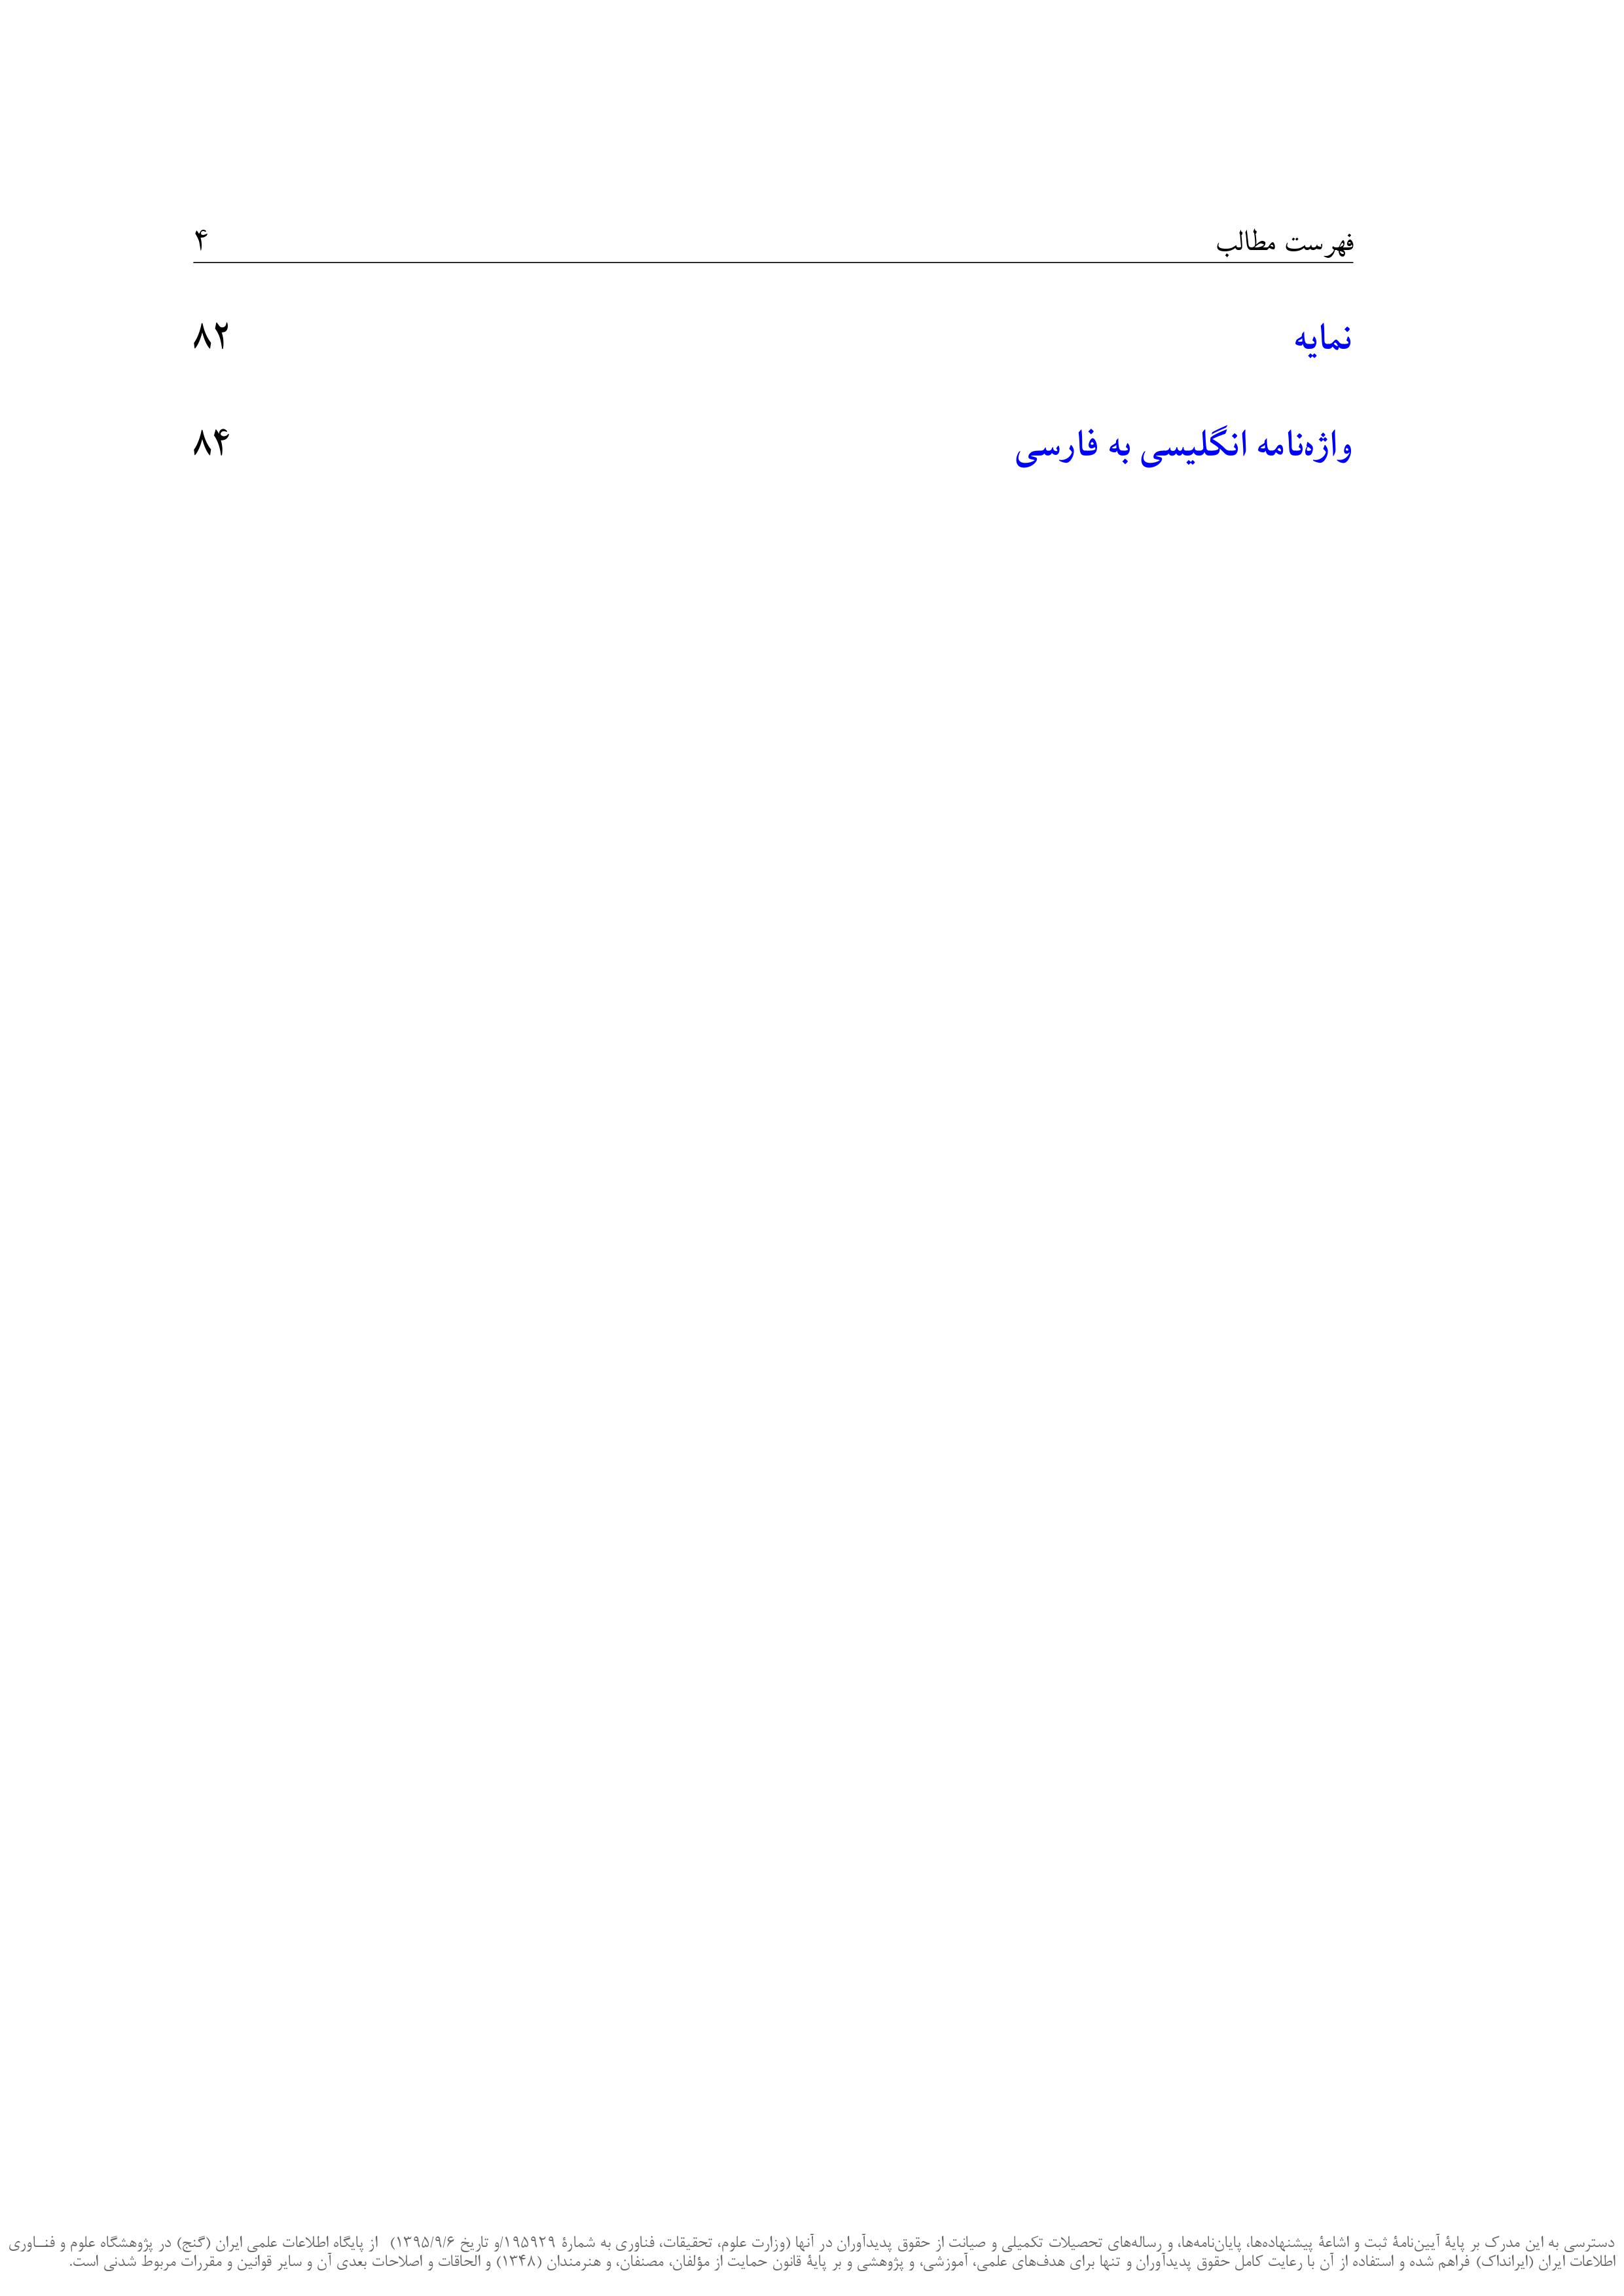 فهرست مطالب ۴
نمایه ۸۲
واژه‌نامه انگلیسی به فارسی ۸۴
دسترسی به این مدرک بر پایهٔ آیین‌نامهٔ ثبت و اشاعهٔ پیشنهاده‌ها، پایان‌نامه‌ها، و رساله‌های تحصیلات تکمیلی و صیانت از حقوق پدیدآوران در آنها (وزارت علوم، تحقیقات، فناوری به شمارهٔ ۱۹۵۹۲۹/و تاریخ ۱۳۹۵/۹/۶) از پایگاه اطلاعات علمی ایران (گنج) در پژوهشگاه علوم و فنــاوری
اطلاعات ایران (ایرانداک) فراهم شده و استفاده از آن با رعایت کامل حقوق پدیدآوران و تنها برای هدف‌های علمی، آموزشی، و پژوهشی و بر پایهٔ قانون حمایت از مؤلفان، مصنفان، و هنرمندان (۱۳۴۸) و الحاقات و اصلاحات بعدی آن و سایر قوانین و مقررات مربوط شدنی است.